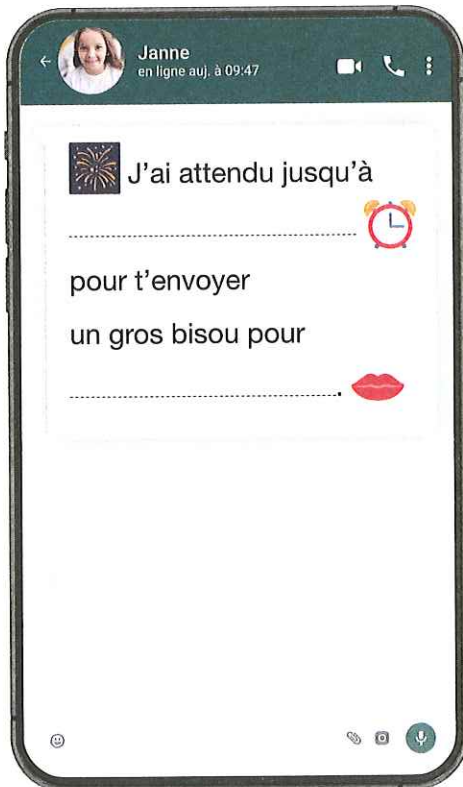 Janne
en ligne auj. à 09:47
J'ai attendu jusqu'à
pour t'envoyer
un gros bisou pour
.